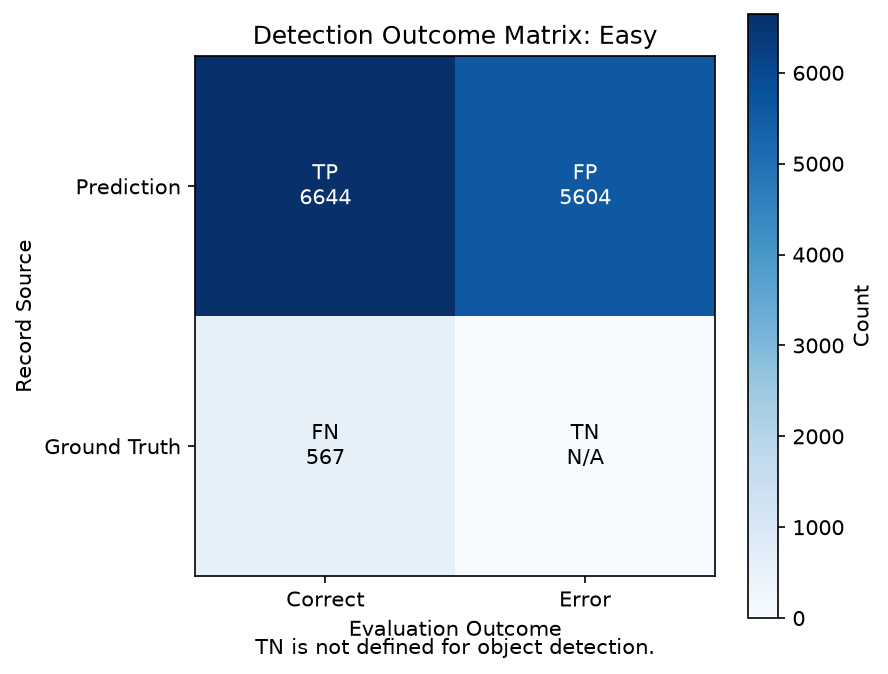 Detection Outcome Matrix: Easy
TP
6644
FP
5604
FN
567
TN
N/A
Prediction
Ground Truth
Record Source
Correct
Error
Evaluation Outcome
TN is not defined for object detection.
6000
5000
4000
3000
2000
1000
0
Count